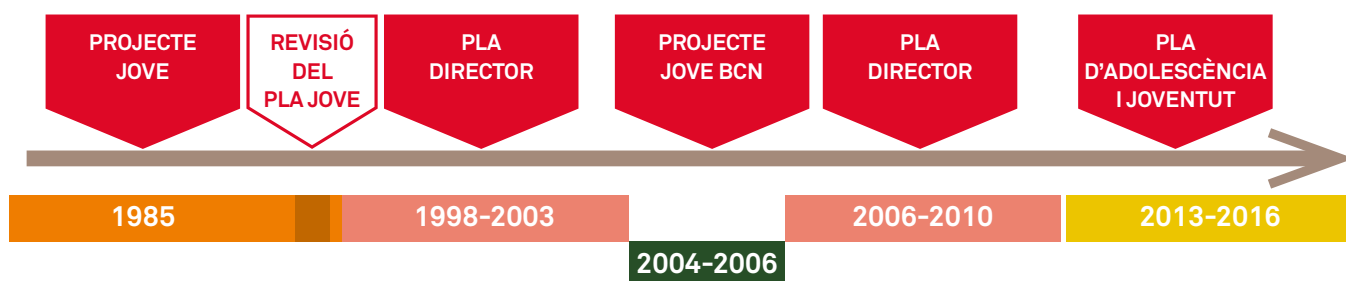 PROJECTE
JOVE
REVISIÓ
DEL
PLA JOVE
PLA
DIRECTOR
PROJECTE
JOVE BCN
PLA
DIRECTOR
PLA
D'ADOLESCÈNCIA
I JOVENTUT
1985
1998-2003
2004-2006
2006-2010
2013-2016